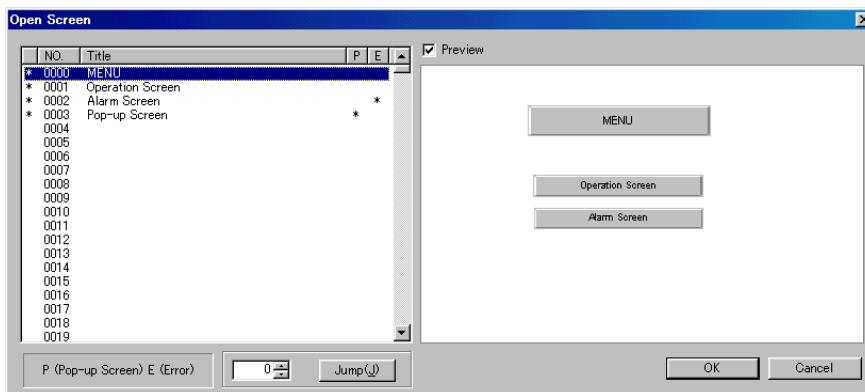 Open Screen
NO. Title P E
* 0000 MENU
* 0001 Operation Screen
* 0002 Alarm Screen *
* 0003 Pop-up Screen *
0004
0005
0006
0007
0008
0009
0010
0011
0012
0013
0014
0015
0016
0017
0018
0019
P (Pop-up Screen) E (Error)
0
Jump(J)
Preview
MENU
Operation Screen
Alarm Screen
OK
Cancel